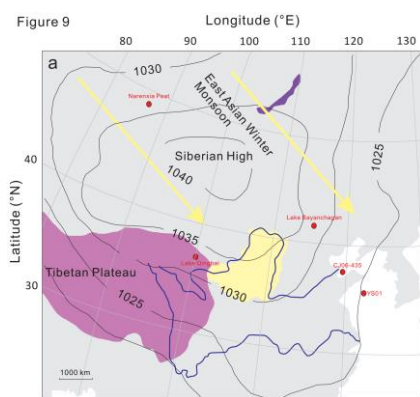 Figure 9
Longitude (°E)
80
90
100
110
120
130
a
1030
Narenxia Peat
East Asian Winter
Monsoon
1025
40
Siberian High
1040
Latitude (°N)
Lake Bayanchagan
1035
Lake Qinghai
CJ06-435
Tibetan Plateau
1030
YS01
30
1025
1000 km